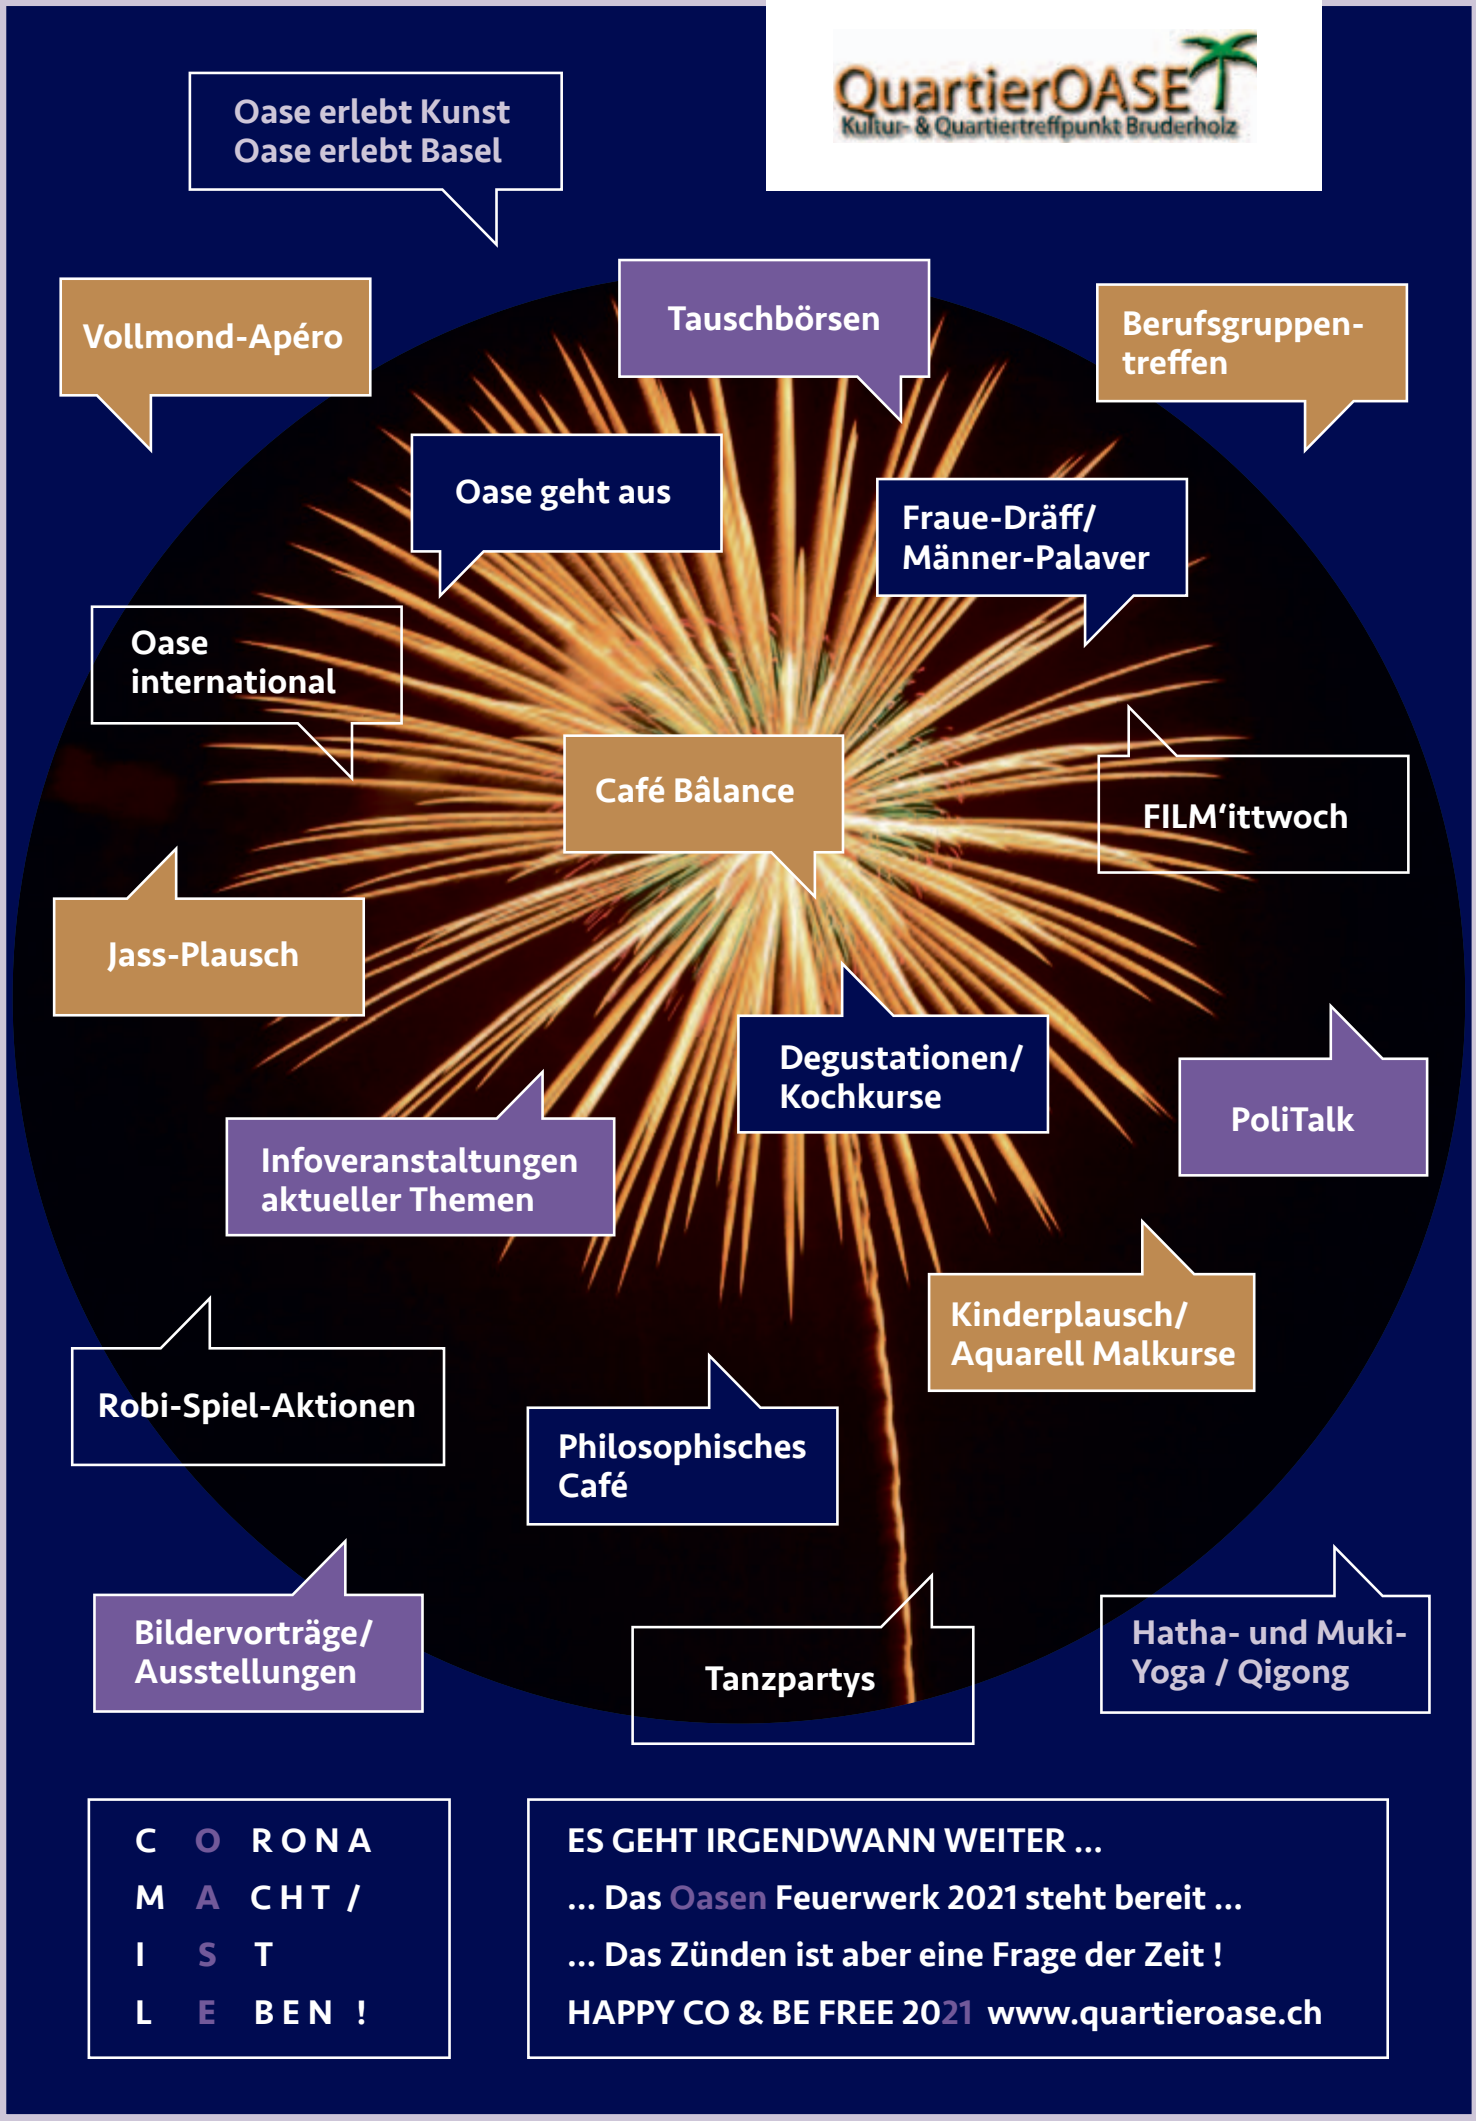 QuartierOASE
Kultur- & Quartiertreffpunkt Bruderholz
Oase erlebt Kunst
Oase erlebt Basel
Vollmond-Apéro
Tauschbörsen
Berufsgruppen-
treffen
Oase geht aus
Fraue-Dräff/
Männer-Palaver
Oase
international
Café Bâlance
FILM‘ittwoch
Jass-Plausch
Degustationen/
Kochkurse
PoliTalk
Infoveranstaltungen
aktueller Themen
Kinderplausch/
Aquarell Malkurse
Robi-Spiel-Aktionen
Philosophisches
Café
Bildervorträge/
Ausstellungen
Tanzpartys
Hatha- und Muki-
Yoga / Qigong
C O RONA
M A CHT /
I S T
L E BEN !
ES GEHT IRGENDWANN WEITER ...
... Das Oasen Feuerwerk 2021 steht bereit ...
... Das Zünden ist aber eine Frage der Zeit !
HAPPY CO & BE FREE 2021 www.quartieroase.ch